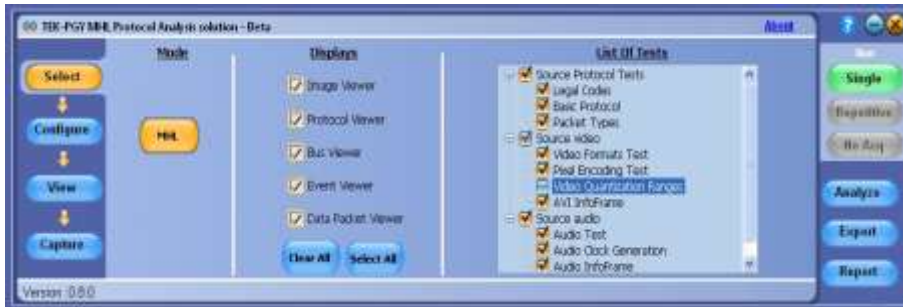 TEK-PGY MHL Protocol Analysis solution - Beta
About
?
Select
Configure
View
Capture
Mode
MHL
Displays
Image Viewer
Protocol Viewer
Bus Viewer
Event Viewer
Data Packet Viewer
Clear All
Select All
List Of Tests
Source Protocol Tests
Legal Codes
Basic Protocol
Packet Types
Source video
Video Formats Test
Pixel Encoding Test
Video Quantization Ranges
AVI InfoFrame
Source audio
Audio Test
Audio Clock Generation
Audio InfoFrame
Run
Single
Repetitive
No Acq
Analyze
Export
Report
Version :0.8.0